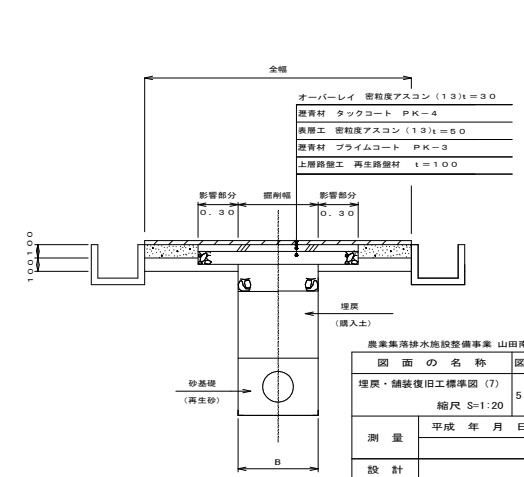 全幅
オーバーレイ 密粒度アスコン(13)t=30
瀝青材 タックコート PK-4
表層工 密粒度アスコン(13)t=50
瀝青材 プライムコート PK-3
上層路盤工 再生路盤材 t=100
影響部分 掘削幅 影響部分
0.30 0.30
100 100
埋戻
(購入土)
農業集落排水施設整備事業 山田南
図面の名称 図
埋戻・舗装復旧工標準図(7)
縮尺 S=1:20
5
砂基礎
(再生砂)
測量
平成 年 月 日
設計
B